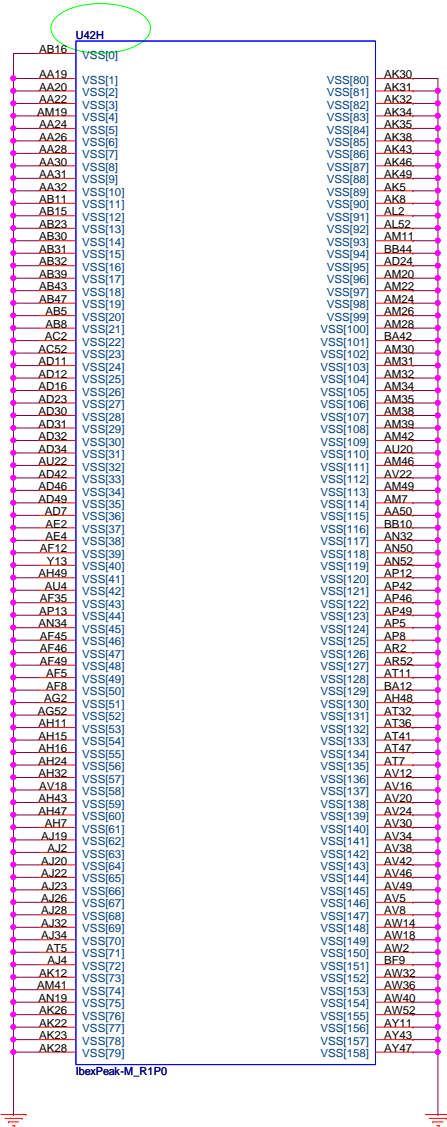 U42H
AB16 VSS[0]
AA19 VSS[1] VSS[80] AK30
AA20 VSS[2] VSS[81] AK31
AA22 VSS[3] VSS[82] AK32
AM19 VSS[4] VSS[83] AK34
AA24 VSS[5] VSS[84] AK35
AA26 VSS[6] VSS[85] AK38
AA28 VSS[7] VSS[86] AK43
AA30 VSS[8] VSS[87] AK46
AA31 VSS[9] VSS[88] AK49
AA32 VSS[10] VSS[89] AK5
AB11 VSS[11] VSS[90] AK8
AB15 VSS[12] VSS[91] AL2
AB23 VSS[13] VSS[92] AL52
AB30 VSS[14] VSS[93] AM11
AB31 VSS[15] VSS[94] BB44
AB32 VSS[16] VSS[95] AD24
AB39 VSS[17] VSS[96] AM20
AB43 VSS[18] VSS[97] AM22
AB47 VSS[19] VSS[98] AM24
AB5 VSS[20] VSS[99] AM26
AB8 VSS[21] VSS[100] AM28
AC2 VSS[22] VSS[101] BA42
AC52 VSS[23] VSS[102] AM30
AD11 VSS[24] VSS[103] AM31
AD12 VSS[25] VSS[104] AM32
AD16 VSS[26] VSS[105] AM34
AD23 VSS[27] VSS[106] AM35
AD30 VSS[28] VSS[107] AM38
AD31 VSS[29] VSS[108] AM39
AD32 VSS[30] VSS[109] AM42
AD34 VSS[31] VSS[110] AU20
AU22 VSS[32] VSS[111] AM46
AD42 VSS[33] VSS[112] AV22
AD46 VSS[34] VSS[113] AM49
AD49 VSS[35] VSS[114] AM7
AD7 VSS[36] VSS[115] AA50
AE2 VSS[37] VSS[116] BB10
AE4 VSS[38] VSS[117] AN32
AF12 VSS[39] VSS[118] AN50
Y13 VSS[40] VSS[119] AN52
AH49 VSS[41] VSS[120] AP12
AU4 VSS[42] VSS[121] AP42
AF35 VSS[43] VSS[122] AP46
AP13 VSS[44] VSS[123] AP49
AN34 VSS[45] VSS[124] AP5
AF45 VSS[46] VSS[125] AP8
AF46 VSS[47] VSS[126] AR2
AF49 VSS[48] VSS[127] AR52
AF5 VSS[49] VSS[128] AT11
AF8 VSS[50] VSS[129] BA12
AG2 VSS[51] VSS[130] AH48
AG52 VSS[52] VSS[131] AT32
AH11 VSS[53] VSS[132] AT36
AH15 VSS[54] VSS[133] AT41
AH16 VSS[55] VSS[134] AT47
AH24 VSS[56] VSS[135] AT7
AH32 VSS[57] VSS[136] AV12
AV18 VSS[58] VSS[137] AV16
AH43 VSS[59] VSS[138] AV20
AH47 VSS[60] VSS[139] AV24
AH7 VSS[61] VSS[140] AV30
AJ19 VSS[62] VSS[141] AV34
AJ2 VSS[63] VSS[142] AV38
AJ20 VSS[64] VSS[143] AV42
AJ22 VSS[65] VSS[144] AV46
AJ23 VSS[66] VSS[145] AV49
AJ26 VSS[67] VSS[146] AV5
AJ28 VSS[68] VSS[147] AV8
AJ32 VSS[69] VSS[148] AW14
AJ34 VSS[70] VSS[149] AW18
AT5 VSS[71] VSS[150] AW2
AJ4 VSS[72] VSS[151] BF9
AK12 VSS[73] VSS[152] AW32
AM41 VSS[74] VSS[153] AW36
AN19 VSS[75] VSS[154] AW40
AK26 VSS[76] VSS[155] AW52
AK22 VSS[77] VSS[156] AY11
AK23 VSS[78] VSS[157] AY43
AK28 VSS[79] VSS[158] AY47
IbexPeak-M_R1P0